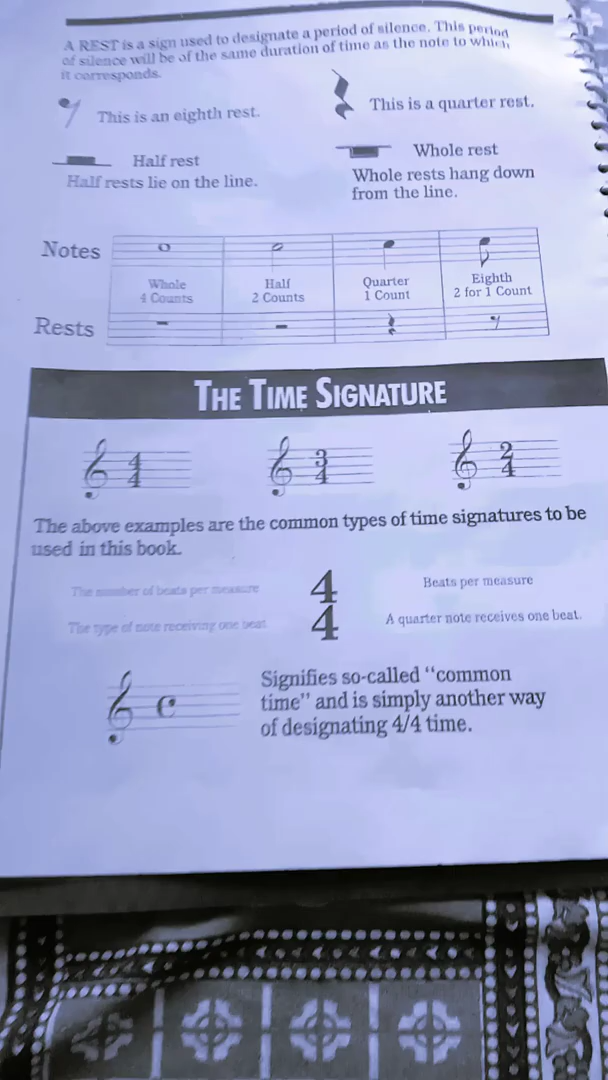 A REST is a sign used to designate a period of silence. This period
of silence will be of the same duration of time as the note to which
it corresponds.
This is an eighth rest.
This is a quarter rest.
Half rest
Half rests lie on the line.
Whole rest
Whole rests hang down
from the line.
Notes
Whole
4 Counts
Half
2 Counts
Quarter
1 Count
Eighth
2 for 1 Count
Rests
THE TIME SIGNATURE
4
4
3
4
2
4
The above examples are the common types of time signatures to be
used in this book.
The number of beats per measure
4
Beats per measure
The type of note receiving one beat.
4
A quarter note receives one beat.
C
Signifies so-called “common
time” and is simply another way
of designating 4/4 time.